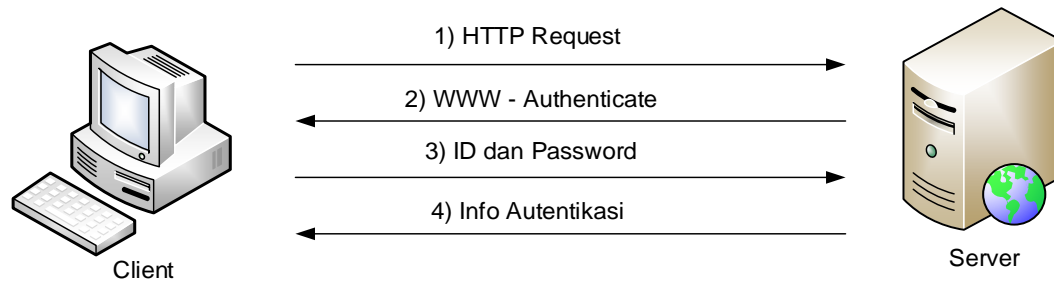 1) HTTP Request
2) WWW - Authenticate
3) ID dan Password
4) Info Autentikasi
Client
Server